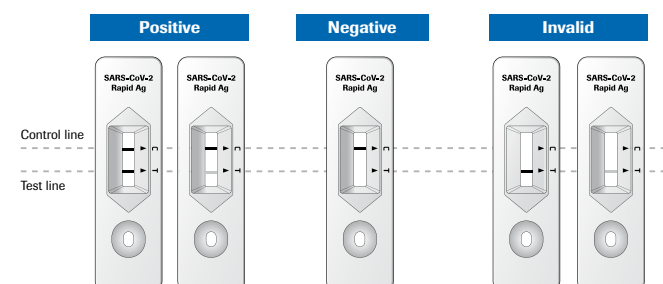 Positive
Negative
Invalid
SARS-CoV-2
Rapid Ag
SARS-CoV-2
Rapid Ag
SARS-CoV-2
Rapid Ag
SARS-CoV-2
Rapid Ag
SARS-CoV-2
Rapid Ag
Control line
C
C
C
C
C
Test line
T
T
T
T
T